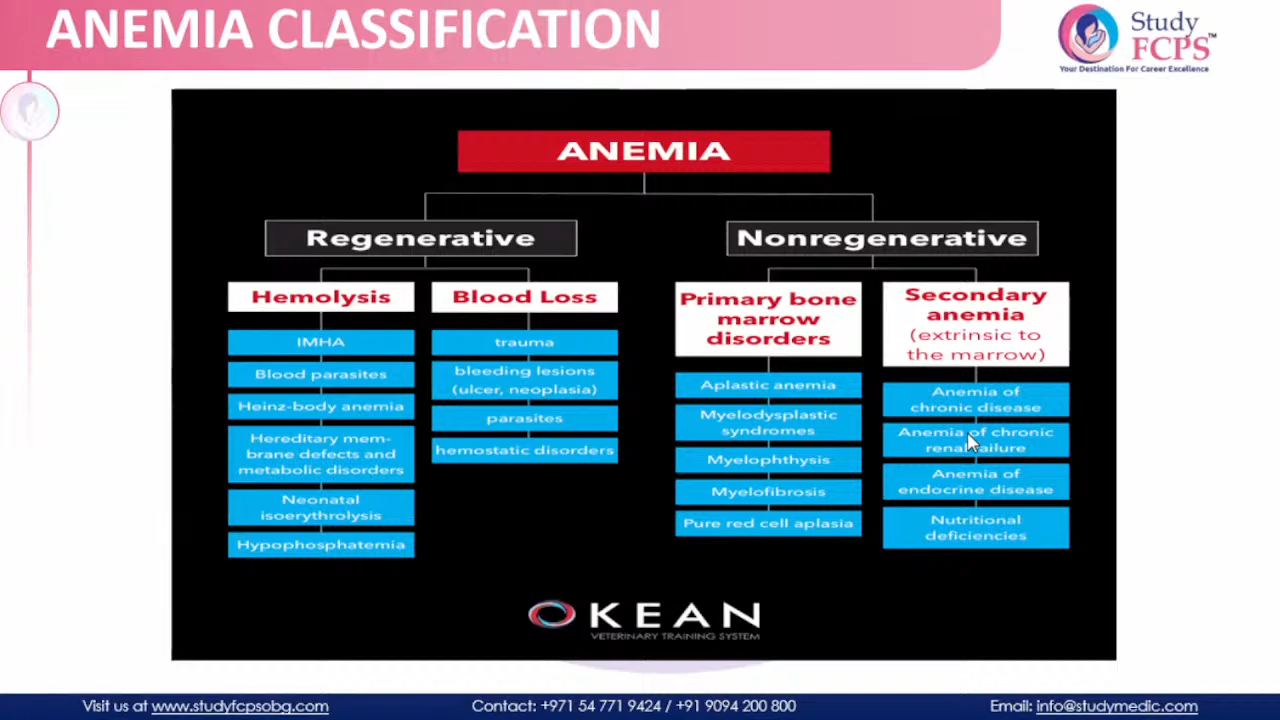 ANEMIA CLASSIFICATION
Study
FCPS™
Your Destination For Career Excellence
ANEMIA
Regenerative
Nonregenerative
Hemolysis
IMHA
Blood parasites
Heinz-body anemia
Hereditary mem-
brane defects and
metabolic disorders
Neonatal
isoerythrolysis
Hypophosphatemia
Blood Loss
trauma
bleeding lesions
(ulcer, neoplasia)
parasites
hemostatic disorders
Primary bone
marrow
disorders
Aplastic anemia
Myelodysplastic
syndromes
Myelophthysis
Myelofibrosis
Pure red cell aplasia
Secondary
anemia
(extrinsic to
the marrow)
Anemia of
chronic disease
Anemia of chronic
renal failure
Anemia of
endocrine disease
Nutritional
deficiencies
KEAN
VETERINARY TRAINING SYSTEM
Visit us at www.studyfcpsobg.com
Contact: +971 54 771 9424 / +91 9094 200 800
Email: info@studymedic.com